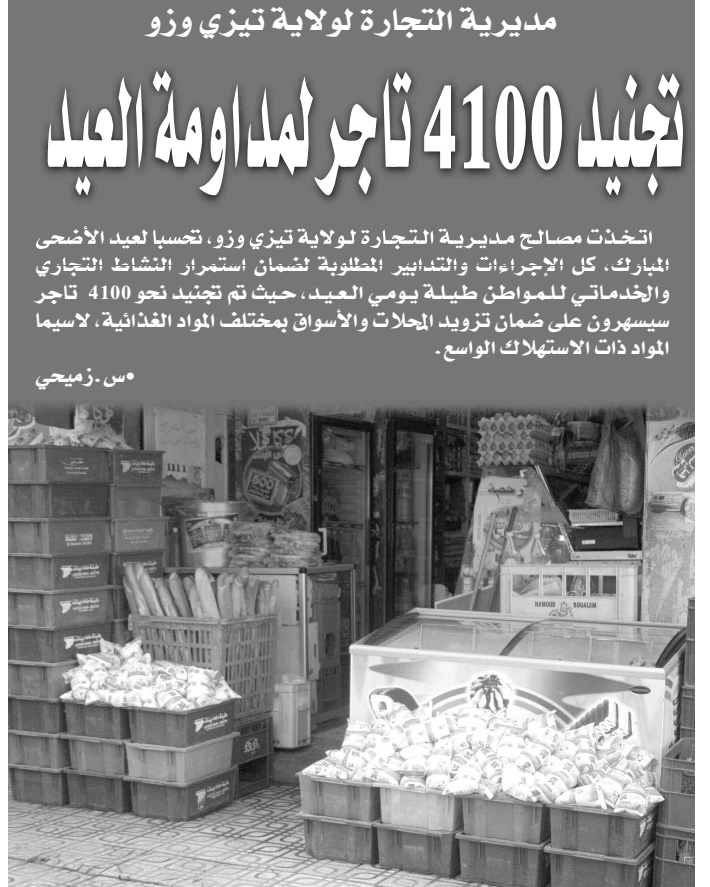 مديرية التجارة لولاية تيزي وزو
تجنيد 4100 تاجر لمداومة العيد
اتخذت مصالح مديرية التجارة لولاية تيزي وزو، تحسبا لعيد الأضحى
المبارك، كل الإجراءات والتدابير المطلوبة لضمان استمرار النشاط التجاري
والخدماتي للمواطن طيلة يومي العيد، حيث تم تجنيد نحو 4100 تاجر
سيسهرون على ضمان تزويد المحلات والأسواق بمختلف المواد الغذائية، لاسيما
المواد ذات الاستهلاك الواسع.
•س.زميحي
HAMOUD BOUALEM